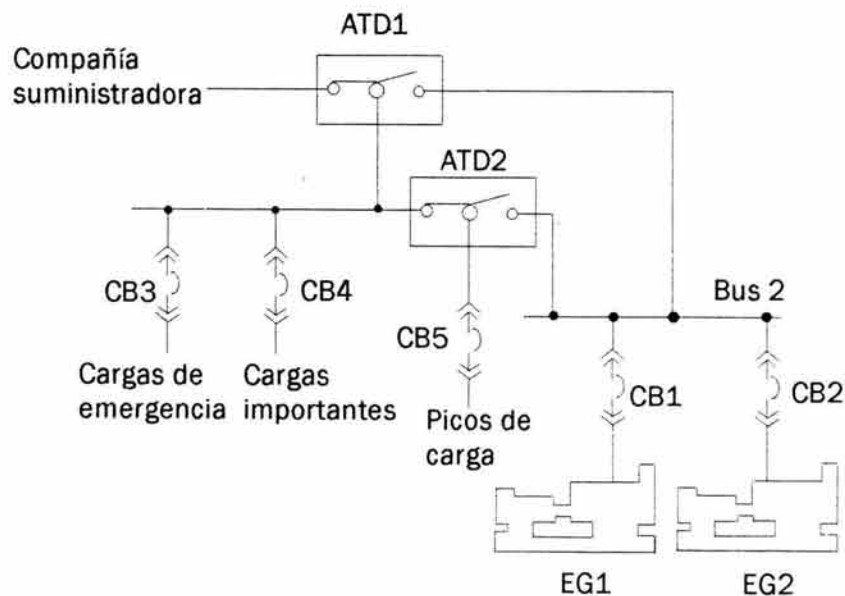 ATD1
Compañía
suministradora
ATD2
CB3
CB4
Bus 2
CB5
CB1
CB2
Cargas de
emergencia
Cargas
importantes
Picos de
carga
EG1
EG2